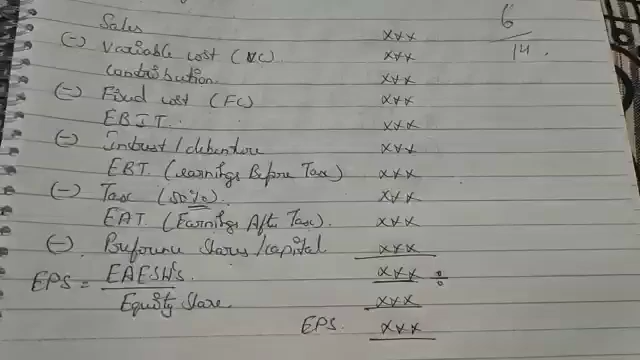 6
Sales xxx
14.
(-) Variable cost (VC) xxx
Contribution xxx
(-) Fixed cost (FC) xxx
EBIT. xxx
(-) Intrest/debenture xxx
EBT. (earnings Before Tax) xxx
(-) Tax (50%) xxx
EAT. (Earnings After Tax). xxx
(-). Prefrence Shares/capital xxx
EPS = EAESH's. xxx ÷
Equity Share xxx
EPS. xxx